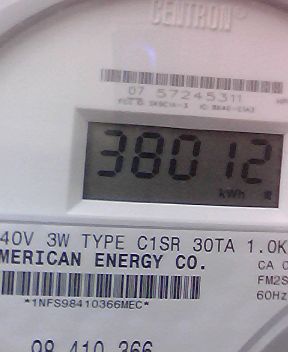 CENTRON
07 57245311
38012
kWh
40V 3W TYPE C1SR 30TA 1.0K
MERICAN ENERGY CO.
CA
FM2S
60Hz
*1NFS98410366MEC*
98 410 366